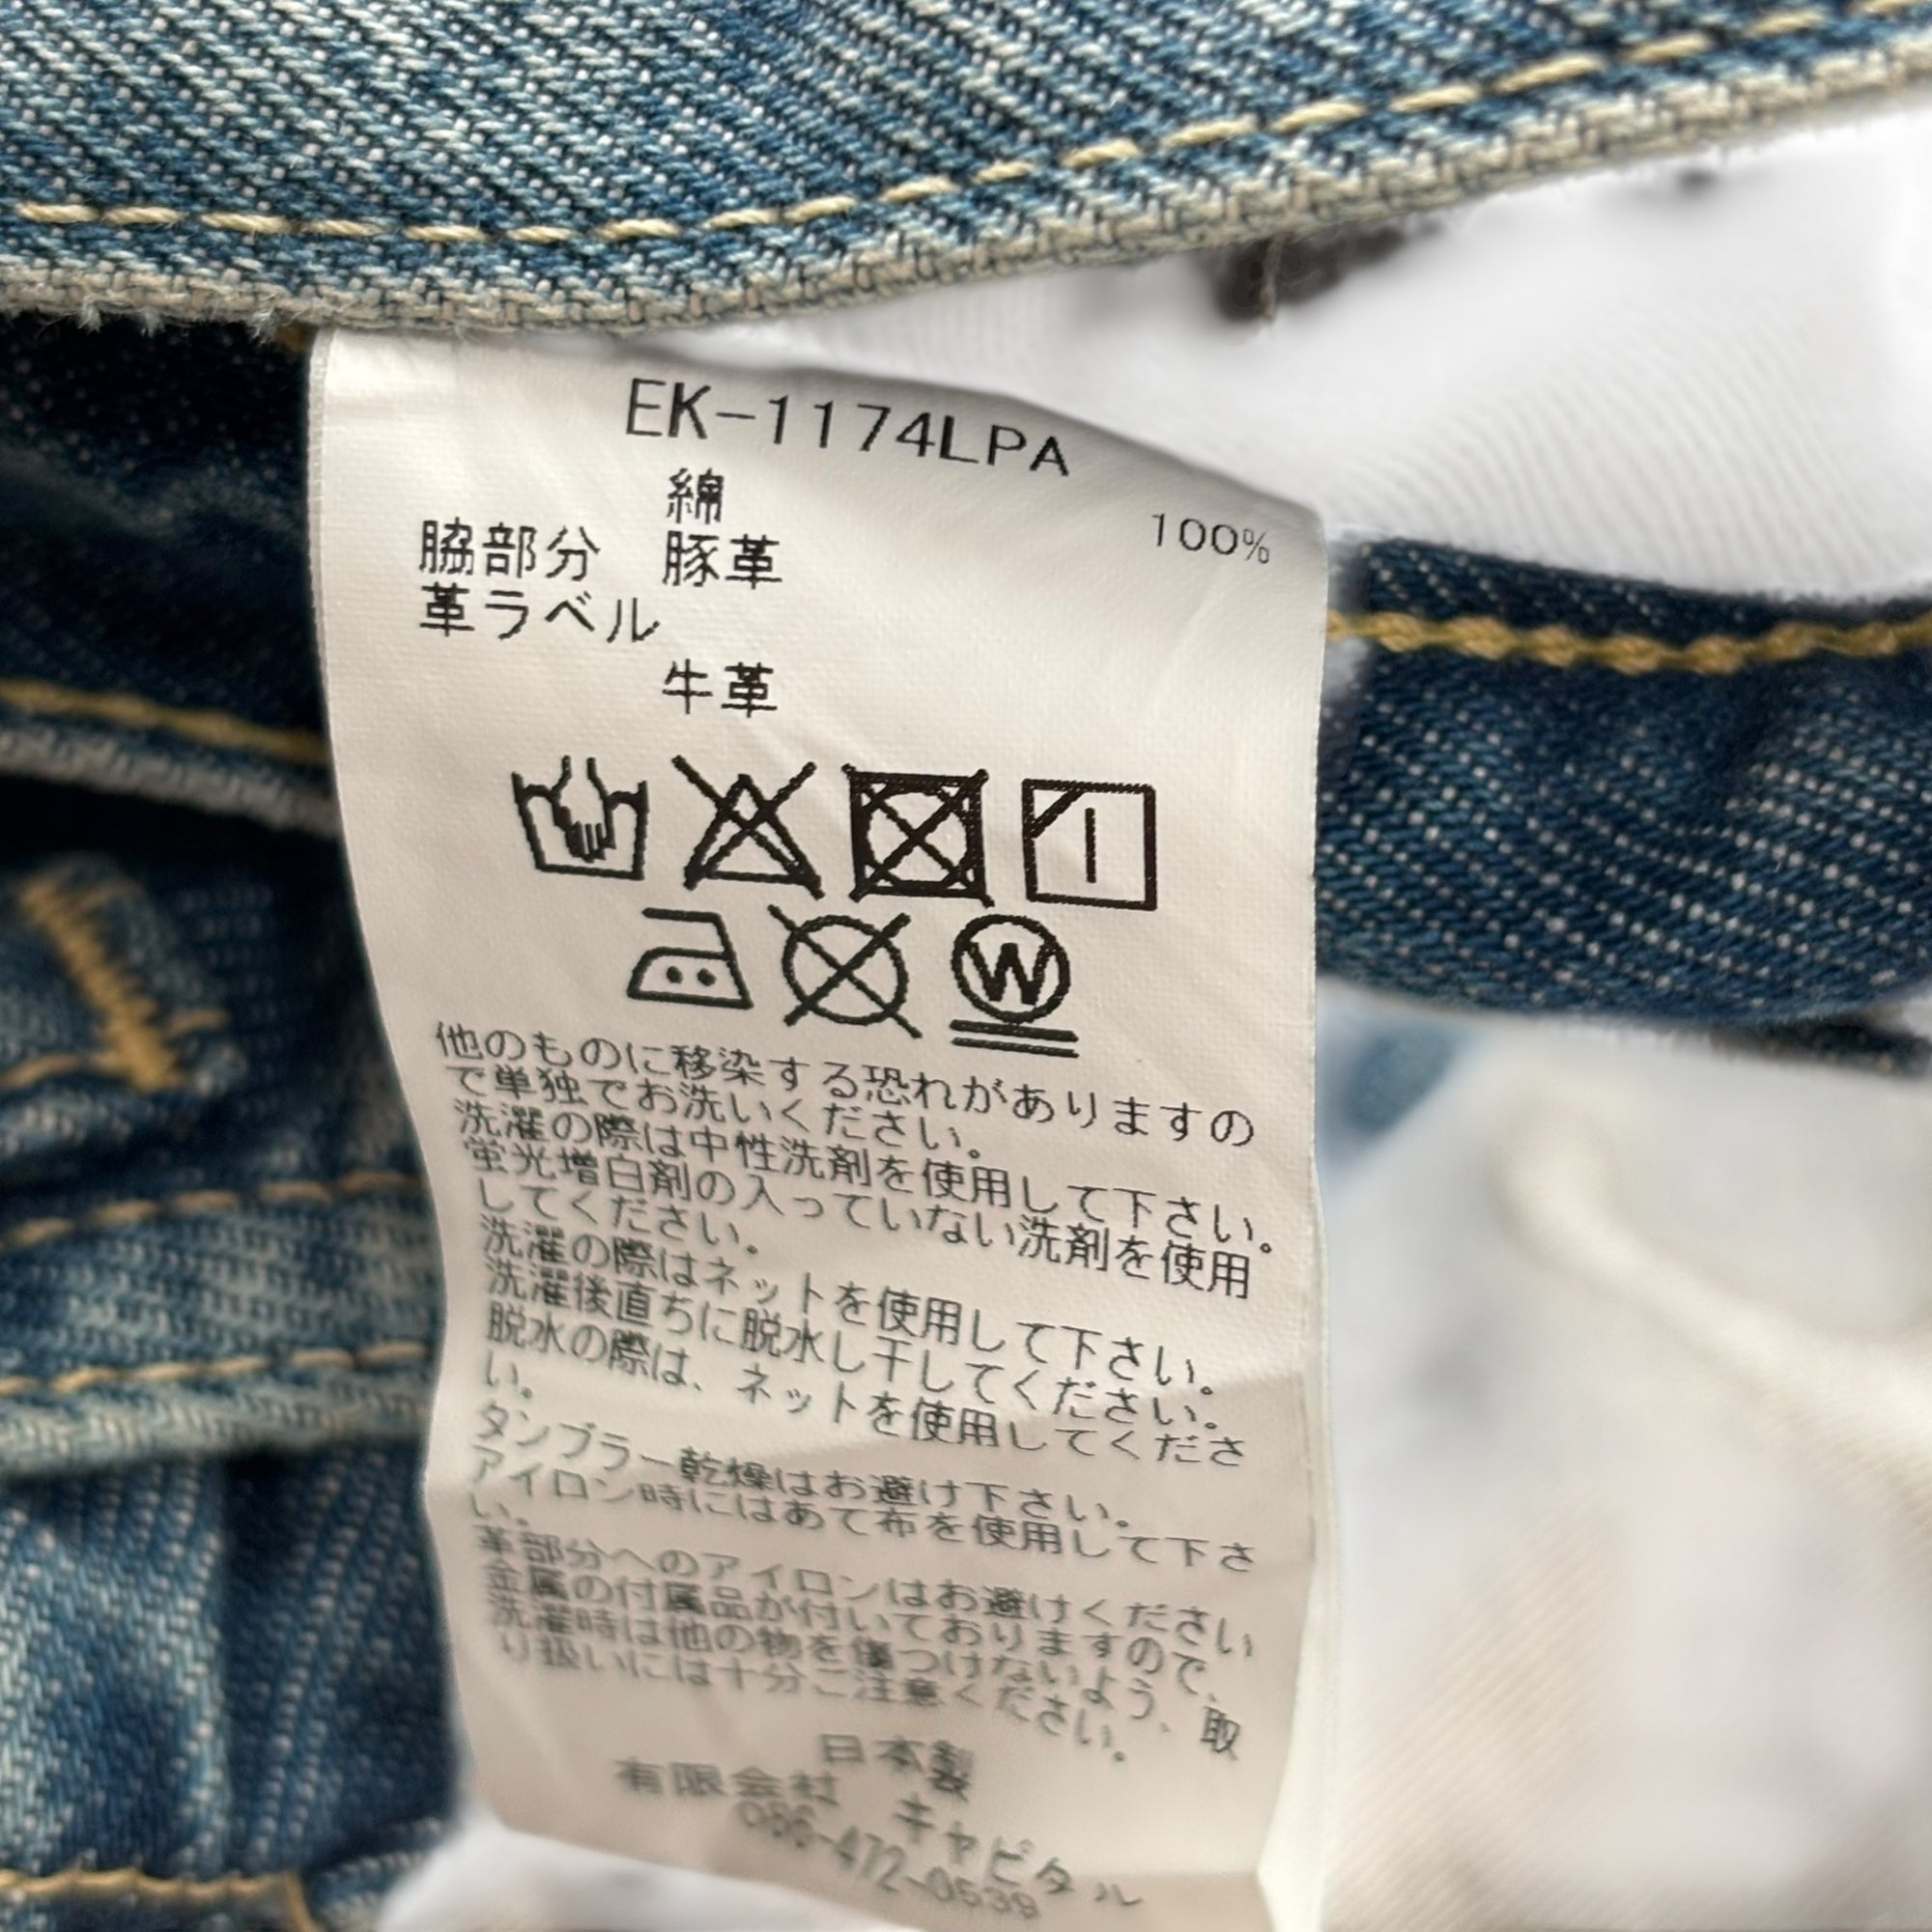 EK-1174LPA
綿 100%
脇部分 豚革
革ラベル
牛革
W
他のものに移染する恐れがありますの
で単独でお洗いください。
洗濯の際は中性洗剤を使用して下さい。
蛍光増白剤の入っていない洗剤を使用
してください。
洗濯の際はネットを使用して下さい。
洗濯後直ちに脱水し干してください。
脱水の際は、ネットを使用してくださ
い。
タンブラー乾燥はお避け下さい。
アイロン時にはあて布を使用して下さ
い。
革部分へのアイロンはお避けください
金属の付属品が付いておりますので、
洗濯時は他の物を傷つけないよう、取
り扱いには十分ご注意ください。
日本製
有限会社 キャピタル
086-472-0539